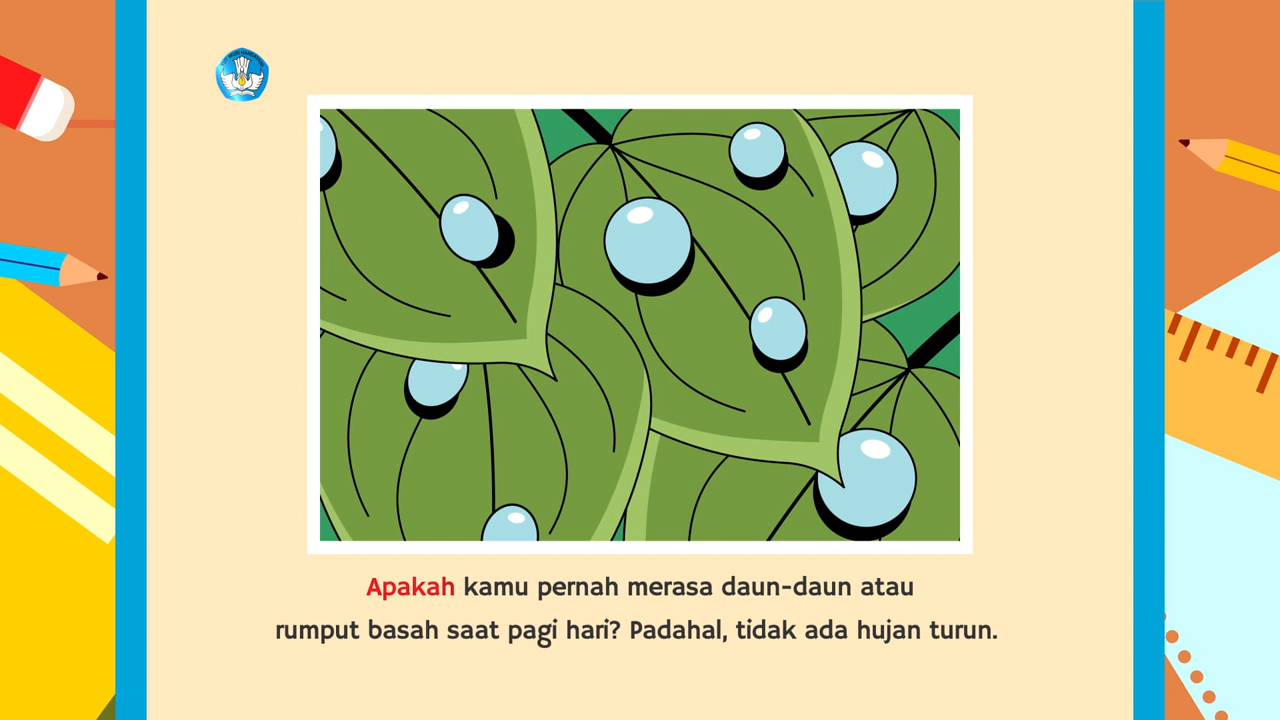 Apakah kamu pernah merasa daun-daun atau
rumput basah saat pagi hari? Padahal, tidak ada hujan turun.